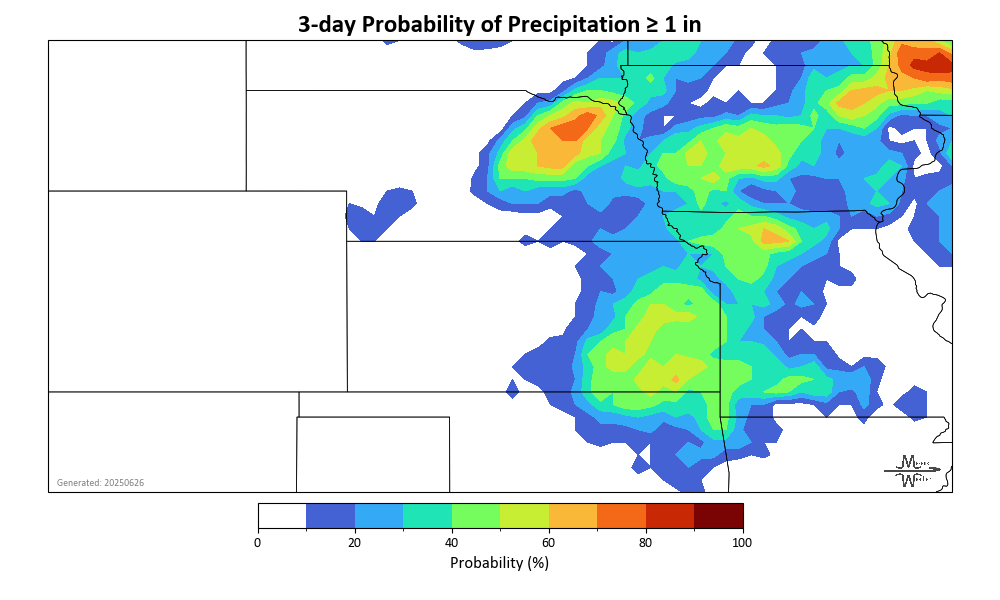 3-day Probability of Precipitation ≥ 1 in
Generated: 20250626
0 20 40 60 80 100
Probability (%)